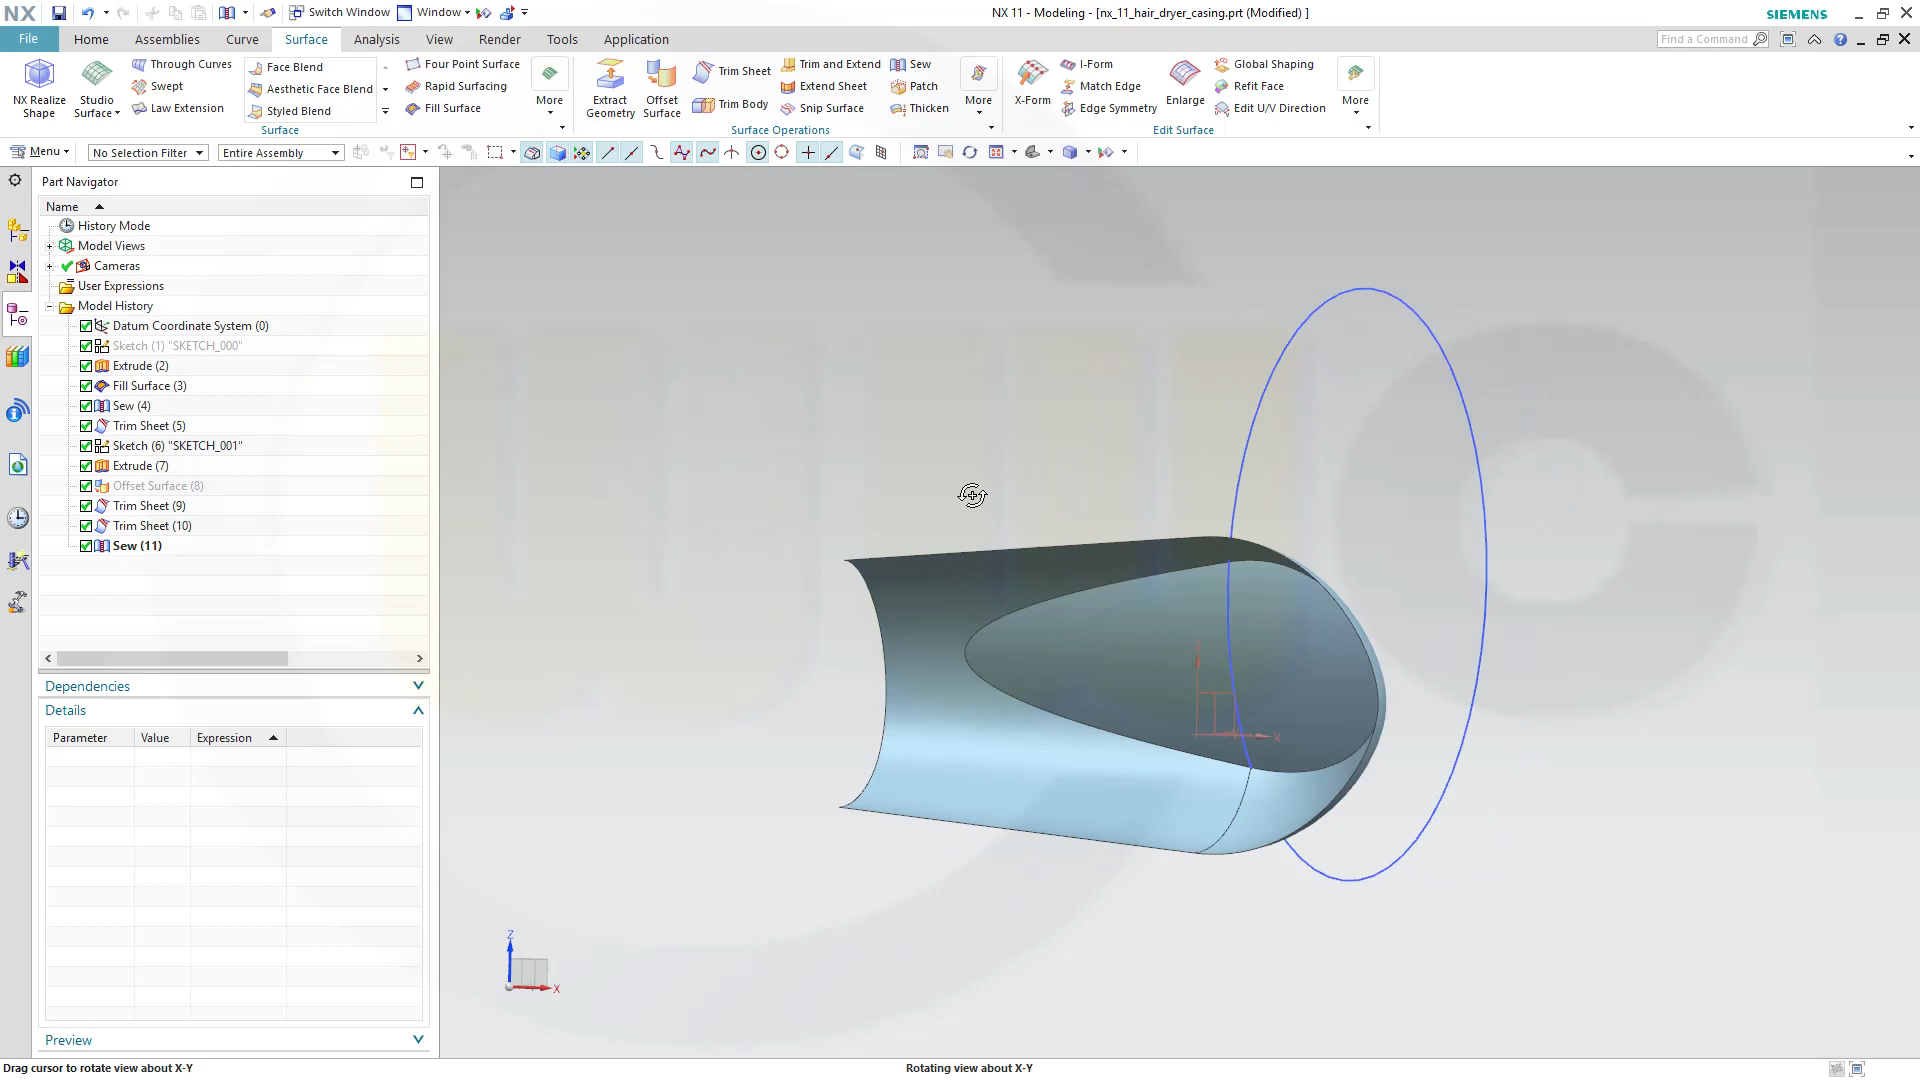 NX
Switch Window
Window
NX 11 - Modeling - [nx_11_hair_dryer_casing.prt (Modified) ]
SIEMENS
File
Home
Assemblies
Curve
Surface
Analysis
View
Render
Tools
Application
Find a Command
NX Realize Shape
Studio Surface
Through Curves
Swept
Law Extension
Face Blend
Aesthetic Face Blend
Styled Blend
Four Point Surface
Rapid Surfacing
Fill Surface
More
Surface
Extract Geometry
Offset Surface
Trim Sheet
Trim Body
Trim and Extend
Extend Sheet
Snip Surface
Sew
Patch
Thicken
More
Surface Operations
X-Form
I-Form
Match Edge
Edge Symmetry
Enlarge
Global Shaping
Refit Face
Edit U/V Direction
More
Edit Surface
Menu
No Selection Filter
Entire Assembly
Part Navigator
Name
History Mode
Model Views
Cameras
User Expressions
Model History
Datum Coordinate System (0)
Sketch (1) "SKETCH_000"
Extrude (2)
Fill Surface (3)
Sew (4)
Trim Sheet (5)
Sketch (6) "SKETCH_001"
Extrude (7)
Offset Surface (8)
Trim Sheet (9)
Trim Sheet (10)
Sew (11)
Dependencies
Details
Parameter Value Expression
Preview
Z
X
Z
X
Drag cursor to rotate view about X-Y
Rotating view about X-Y